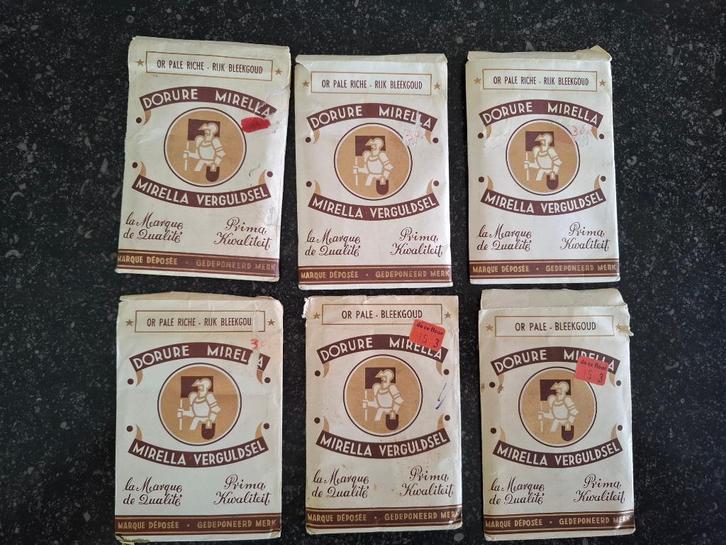 OR PALE RICHE - RIJK BLEEKGOUD
DORURE MIRELLA
MIRELLA VERGULDSEL
la Marque Prima
de Qualité Kwaliteit
MARQUE DÉPOSÉE • GEDEPONEERD MERK
OR PALE RICHE - RIJK BLEEKGOUD
DORURE MIRELLA
MIRELLA VERGULDSEL
la Marque Prima
de Qualité Kwaliteit
MARQUE DÉPOSÉE • GEDEPONEERD MERK
OR PALE RICHE - RIJK BLEEKGOUD
DORURE MIRELLA
MIRELLA VERGULDSEL
la Marque Prima
de Qualité Kwaliteit
MARQUE DÉPOSÉE • GEDEPONEERD MERK
OR PALE RICHE - RIJK BLEEKGOUD
DORURE MIRELLA
MIRELLA VERGULDSEL
la Marque Prima
de Qualité Kwaliteit
MARQUE DÉPOSÉE • GEDEPONEERD MERK
OR PALE - BLEEKGOUD
DORURE MIRELLA
MIRELLA VERGULDSEL
la Marque Prima
de Qualité Kwaliteit
MARQUE DÉPOSÉE • GEDEPONEERD MERK
OR PALE - BLEEKGOUD
DORURE MIRELLA
MIRELLA VERGULDSEL
la Marque Prima
de Qualité Kwaliteit
MARQUE DÉPOSÉE • GEDEPONEERD MERK